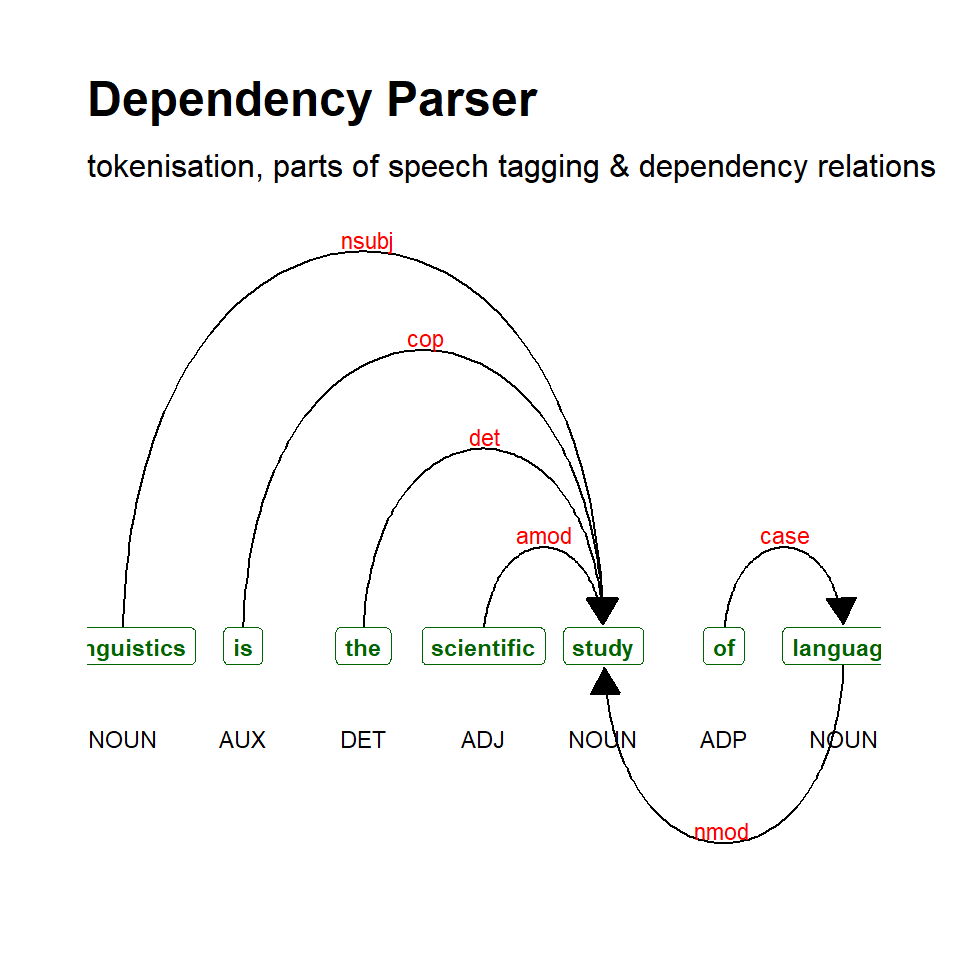 Dependency Parser
tokenisation, parts of speech tagging & dependency relations
nsubj
cop
det
amod case
nguistics is the scientific study of languag
NOUN AUX DET ADJ NOUN ADP NOUN
nmod